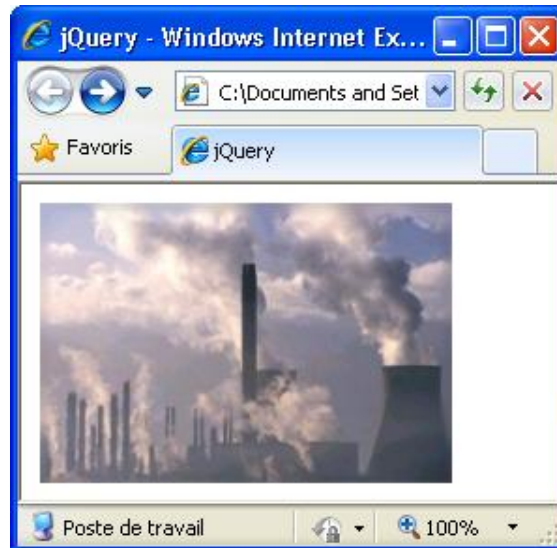 jQuery - Windows Internet Ex...
C:\Documents and Set
Favoris
jQuery
Poste de travail
100%